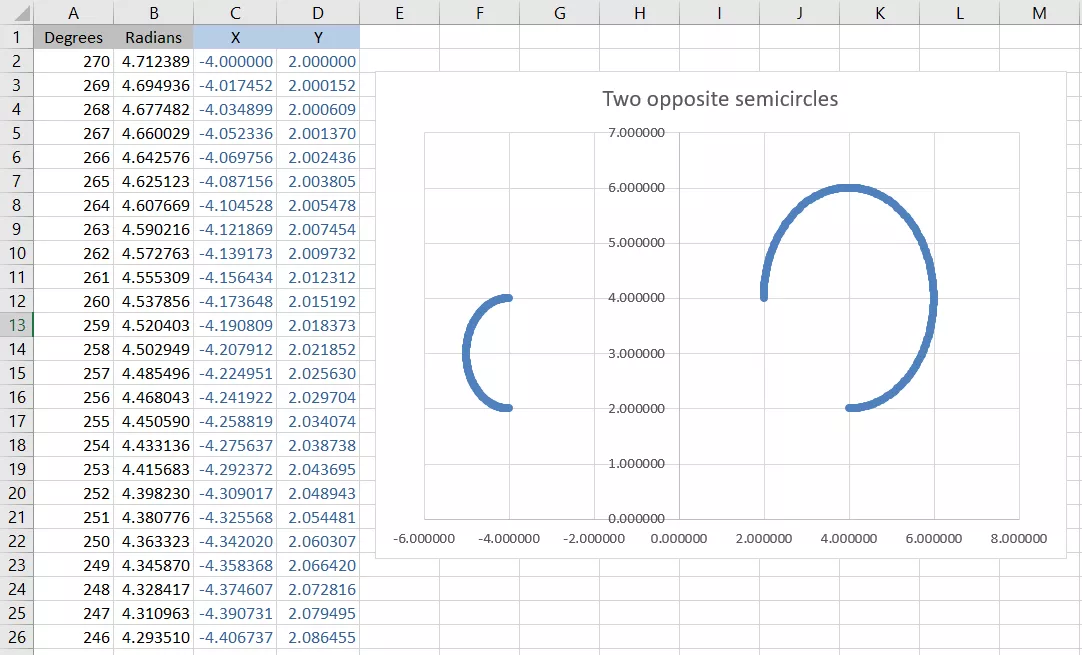 A B C D E F G H I J K L M
1 Degrees Radians X Y
2 270 4.712389 -4.000000 2.000000
3 269 4.694936 -4.017452 2.000152
4 268 4.677482 -4.034899 2.000609
5 267 4.660029 -4.052336 2.001370
6 266 4.642576 -4.069756 2.002436
7 265 4.625123 -4.087156 2.003805
8 264 4.607669 -4.104528 2.005478
9 263 4.590216 -4.121869 2.007454
10 262 4.572763 -4.139173 2.009732
11 261 4.555309 -4.156434 2.012312
12 260 4.537856 -4.173648 2.015192
13 259 4.520403 -4.190809 2.018373
14 258 4.502949 -4.207912 2.021852
15 257 4.485496 -4.224951 2.025630
16 256 4.468043 -4.241922 2.029704
17 255 4.450590 -4.258819 2.034074
18 254 4.433136 -4.275637 2.038738
19 253 4.415683 -4.292372 2.043695
20 252 4.398230 -4.309017 2.048943
21 251 4.380776 -4.325568 2.054481
22 250 4.363323 -4.342020 2.060307
23 249 4.345870 -4.358368 2.066420
24 248 4.328417 -4.374607 2.072816
25 247 4.310963 -4.390731 2.079495
26 246 4.293510 -4.406737 2.086455
Two opposite semicircles
7.000000
6.000000
5.000000
4.000000
3.000000
2.000000
1.000000
0.000000
-6.000000 -4.000000 -2.000000 0.000000 2.000000 4.000000 6.000000 8.000000